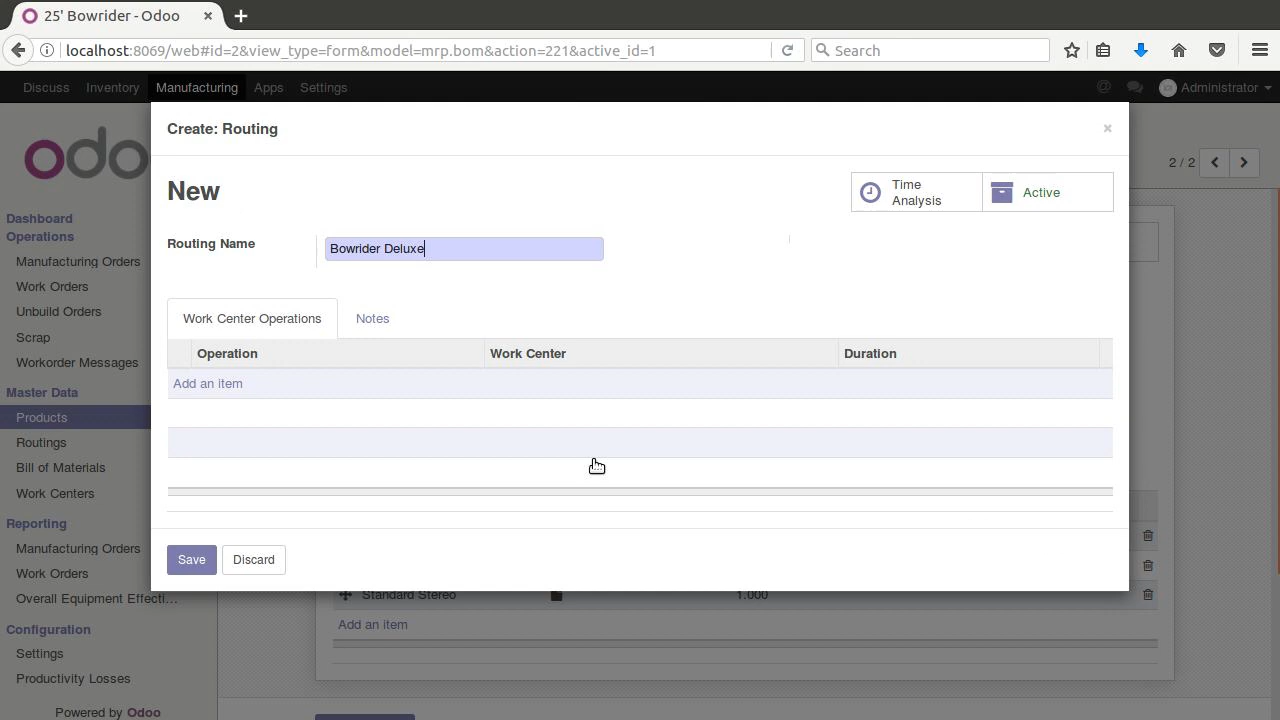 25' Bowrider - Odoo
localhost:8069/web#id=2&view_type=form&model=mrp.bom&action=221&active_id=1
Search
Discuss Inventory Manufacturing Apps Settings
@ Administrator
odoo
Create: Routing ×
2 / 2
New
Time Analysis
Active
Routing Name
Bowrider Deluxe
Work Center Operations Notes
Operation Work Center Duration
Add an item
Save Discard
Standard Stereo 1.000
Add an item
Dashboard
Operations
Manufacturing Orders
Work Orders
Unbuild Orders
Scrap
Workorder Messages
Master Data
Products
Routings
Bill of Materials
Work Centers
Reporting
Manufacturing Orders
Work Orders
Overall Equipment Effecti...
Configuration
Settings
Productivity Losses
Powered by Odoo